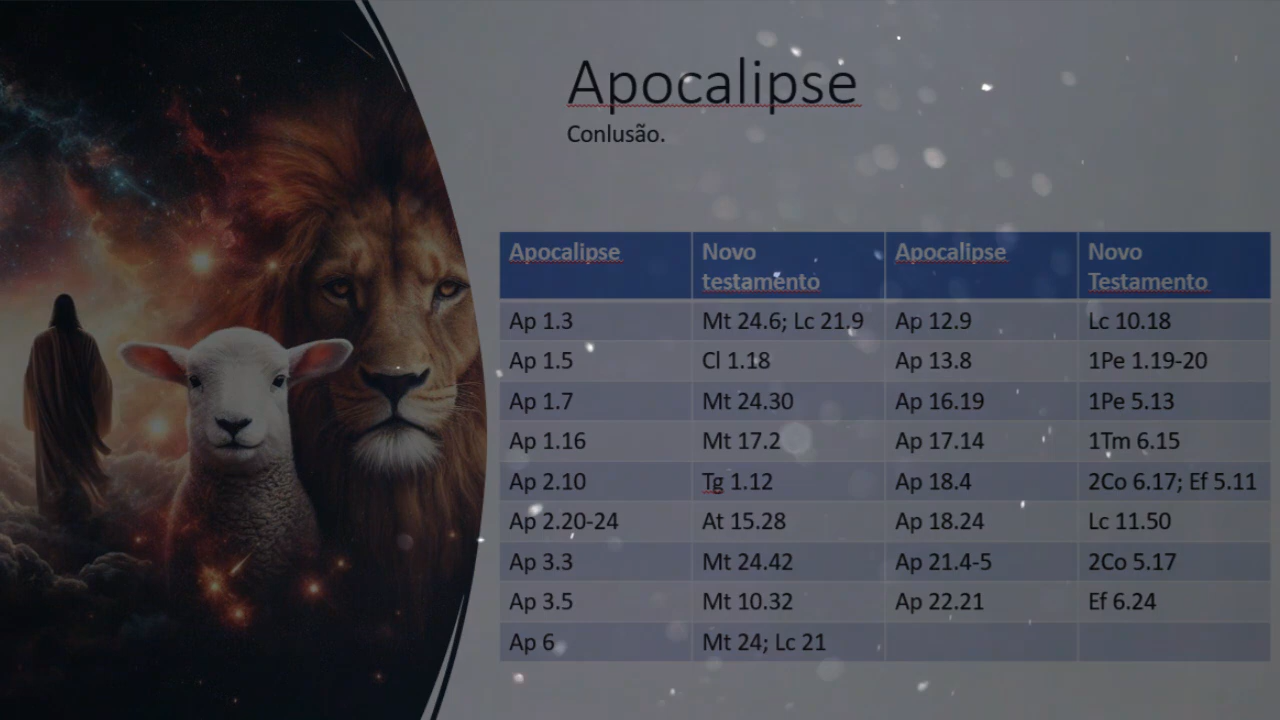 Apocalipse
Conlusão.
Apocalipse Novo testamento Apocalipse Novo Testamento
Ap 1.3 Mt 24.6; Lc 21.9 Ap 12.9 Lc 10.18
Ap 1.5 Cl 1.18 Ap 13.8 1Pe 1.19-20
Ap 1.7 Mt 24.30 Ap 16.19 1Pe 5.13
Ap 1.16 Mt 17.2 Ap 17.14 1Tm 6.15
Ap 2.10 Tg 1.12 Ap 18.4 2Co 6.17; Ef 5.11
Ap 2.20-24 At 15.28 Ap 18.24 Lc 11.50
Ap 3.3 Mt 24.42 Ap 21.4-5 2Co 5.17
Ap 3.5 Mt 10.32 Ap 22.21 Ef 6.24
Ap 6 Mt 24; Lc 21